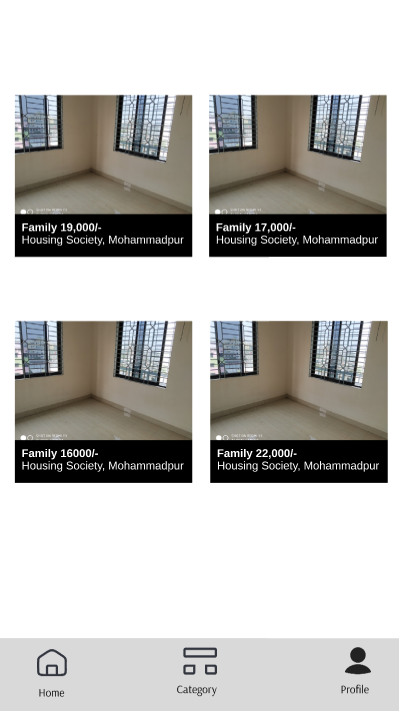 Family 19,000/-
Housing Society, Mohammadpur
Family 17,000/-
Housing Society, Mohammadpur
Family 16000/-
Housing Society, Mohammadpur
Family 22,000/-
Housing Society, Mohammadpur
Home
Category
Profile